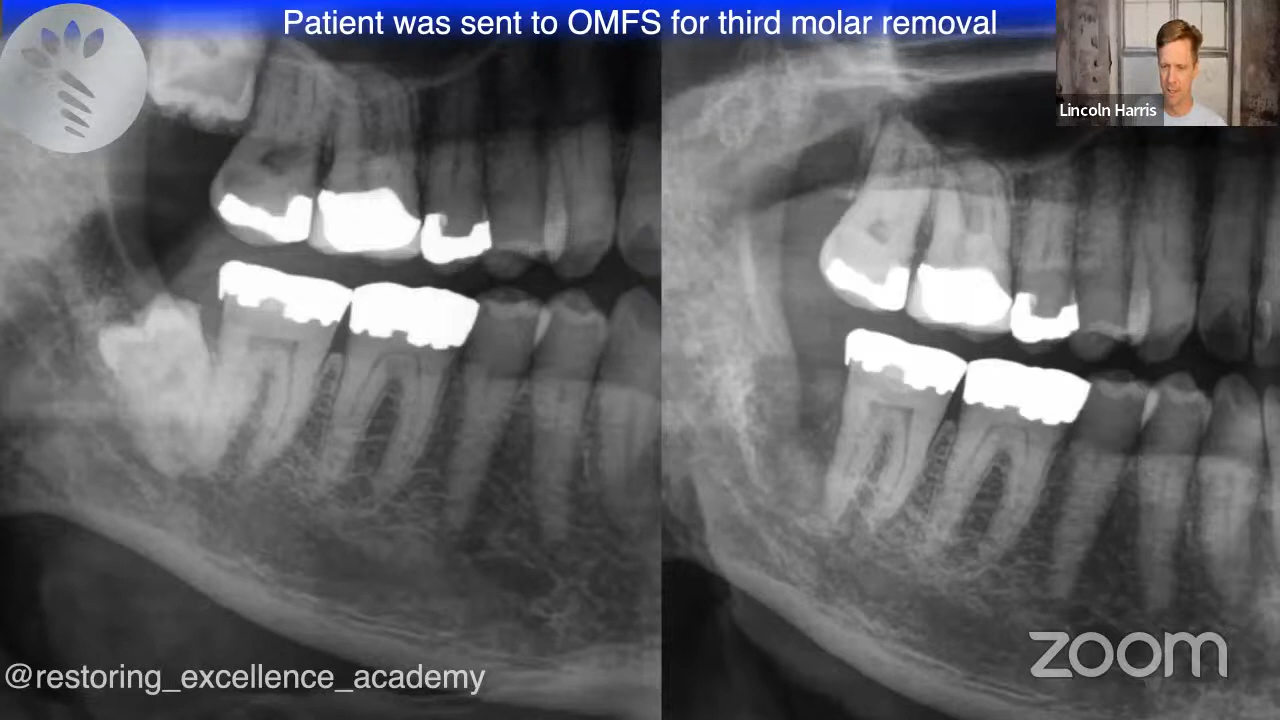 Patient was sent to OMFS for third molar removal
Lincoln Harris
@restoring_excellence_academy
zoom